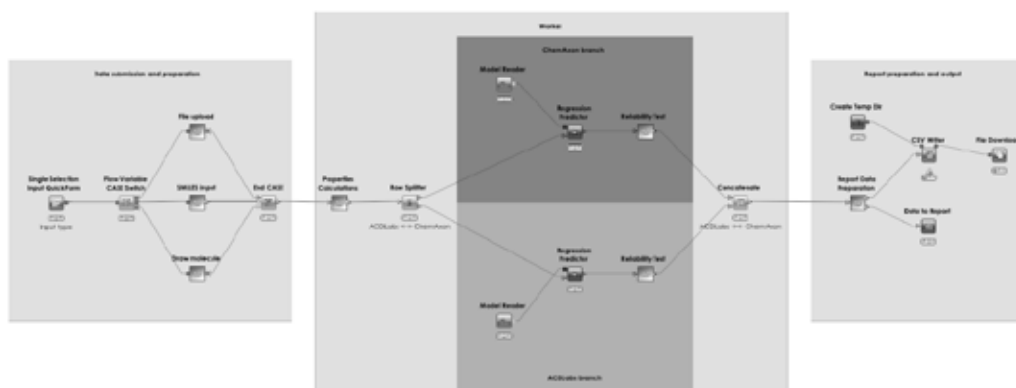 Worker
Data submission and preparation
File upload
Single Selection
Input QuickForm
Input type
Flow Variable
CASE Switch
SMILES input
End CASE
Draw molecule
ChemAxon branch
Model Reader
Regression
Predictor
Reliability Test
Properties
Calculations
Row Splitter
ACDLabs <-> ChemAxon
Concatenate
ACDLabs <-> ChemAxon
Regression
Predictor
Reliability Test
Model Reader
ACDLabs branch
Report preparation and output
Create Temp Dir
CSV Writer
File Download
Report Data
Preparation
Data to Report